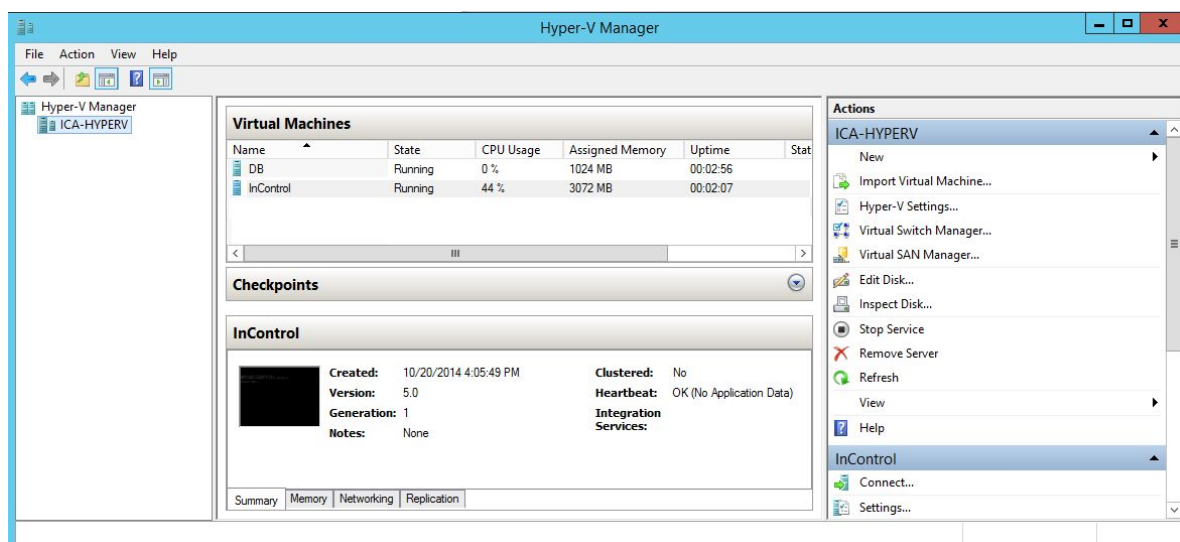 Hyper-V Manager
File Action View Help
Hyper-V Manager
ICA-HYPERV
Virtual Machines
Name State CPU Usage Assigned Memory Uptime Stat
DB Running 0 % 1024 MB 00:02:56
InControl Running 44 % 3072 MB 00:02:07
Checkpoints
InControl
Created: 10/20/2014 4:05:49 PM Clustered: No
Version: 5.0 Heartbeat: OK (No Application Data)
Generation: 1 Integration
Services:
Notes: None
Summary Memory Networking Replication
Actions
ICA-HYPERV
New
Import Virtual Machine...
Hyper-V Settings...
Virtual Switch Manager...
Virtual SAN Manager...
Edit Disk...
Inspect Disk...
Stop Service
Remove Server
Refresh
View
Help
InControl
Connect...
Settings...